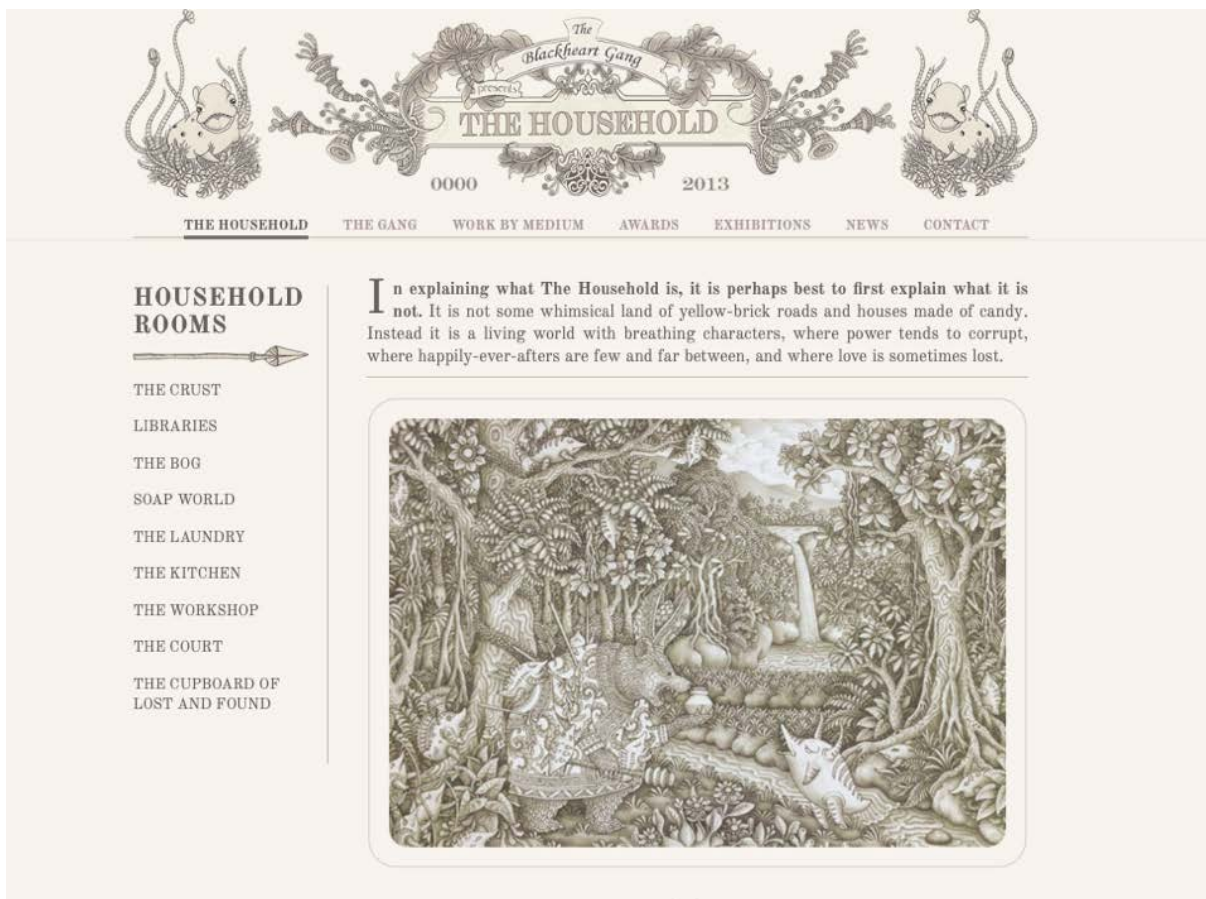 The
Blackheart Gang
presents
THE HOUSEHOLD
0000 2013
THE HOUSEHOLD THE GANG WORK BY MEDIUM AWARDS EXHIBITIONS NEWS CONTACT
HOUSEHOLD
ROOMS
THE CRUST
LIBRARIES
THE BOG
SOAP WORLD
THE LAUNDRY
THE KITCHEN
THE WORKSHOP
THE COURT
THE CUPBOARD OF
LOST AND FOUND
In explaining what The Household is, it is perhaps best to first explain what it is
not. It is not some whimsical land of yellow-brick roads and houses made of candy.
Instead it is a living world with breathing characters, where power tends to corrupt,
where happily-ever-afters are few and far between, and where love is sometimes lost.